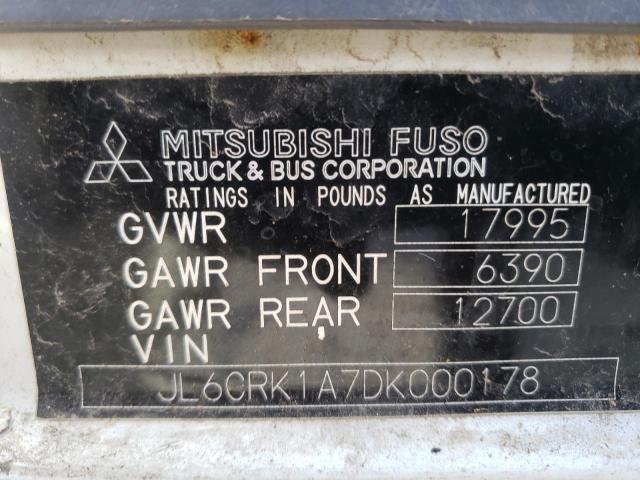 MITSUBISHI FUSO
TRUCK & BUS CORPORATION
RATINGS IN POUNDS AS MANUFACTURED
GVWR 17995
GAWR FRONT 6390
GAWR REAR 12700
VIN
JL6CRK1A7DK000178